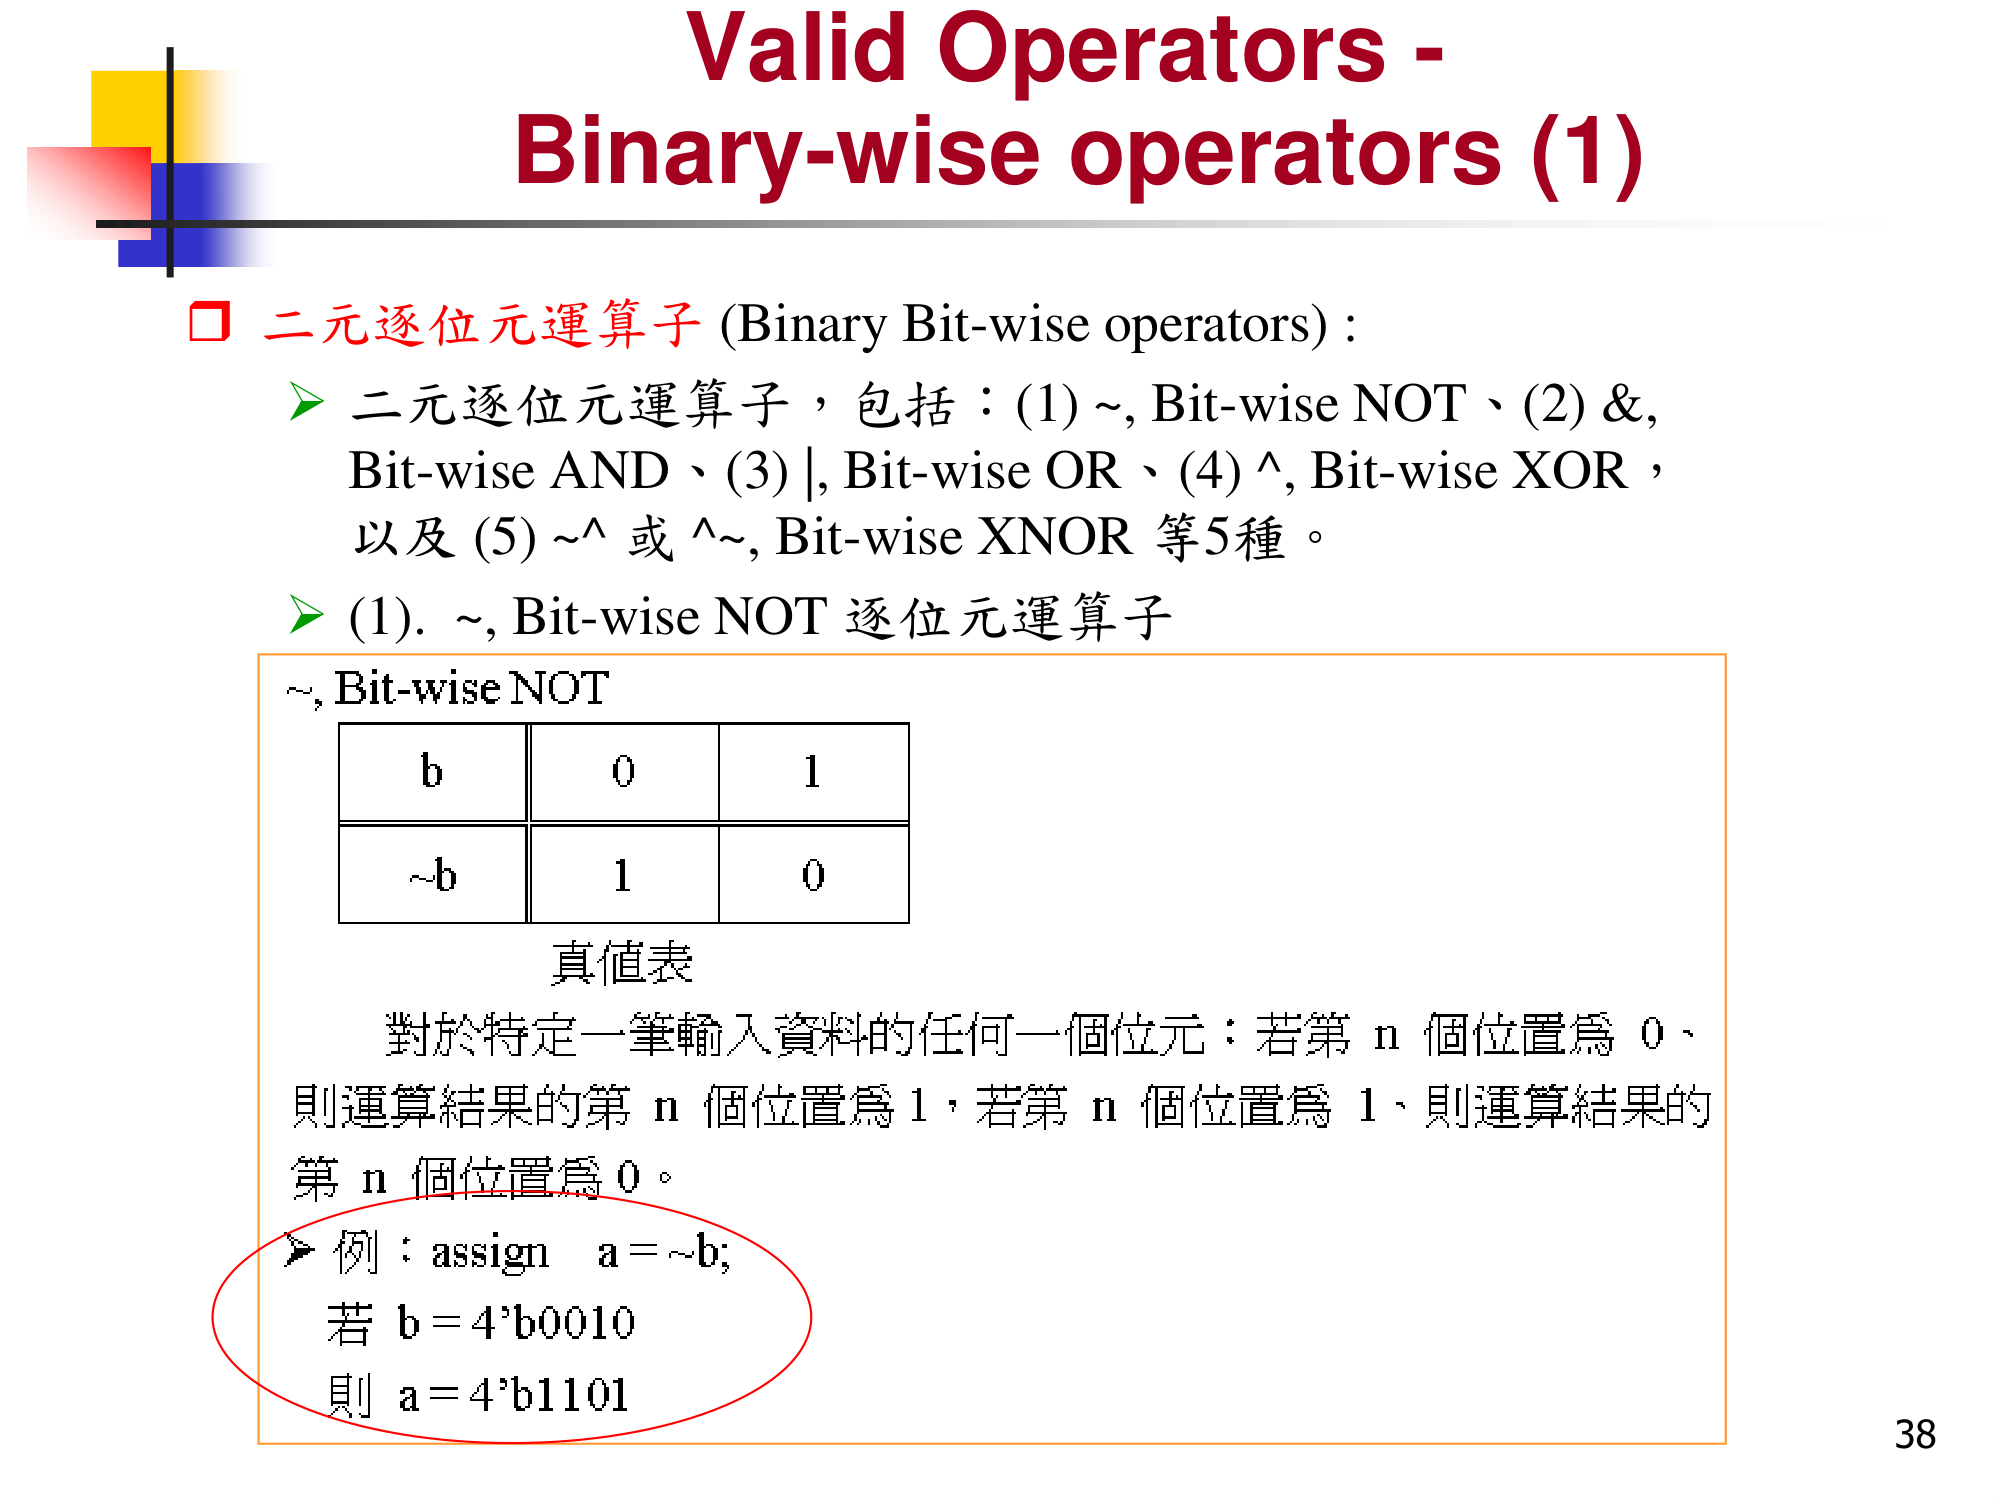 Valid Operators -
Binary-wise operators (1)
二元逐位元運算子 (Binary Bit-wise operators) :
二元逐位元運算子，包括：(1) ~, Bit-wise NOT、(2) &,
Bit-wise AND、(3) |, Bit-wise OR、(4) ^, Bit-wise XOR，
以及 (5) ~^ 或 ^~, Bit-wise XNOR 等5種。
(1). ~, Bit-wise NOT 逐位元運算子
~, Bit-wise NOT
b 0 1
~b 1 0
真值表
對於特定一筆輸入資料的任何一個位元：若第 n 個位置為 0、
則運算結果的第 n 個位置為1，若第 n 個位置為 1、則運算結果的
第 n 個位置為0。
例：assign a = ~b;
若 b = 4’b0010
則 a = 4’b1101
38